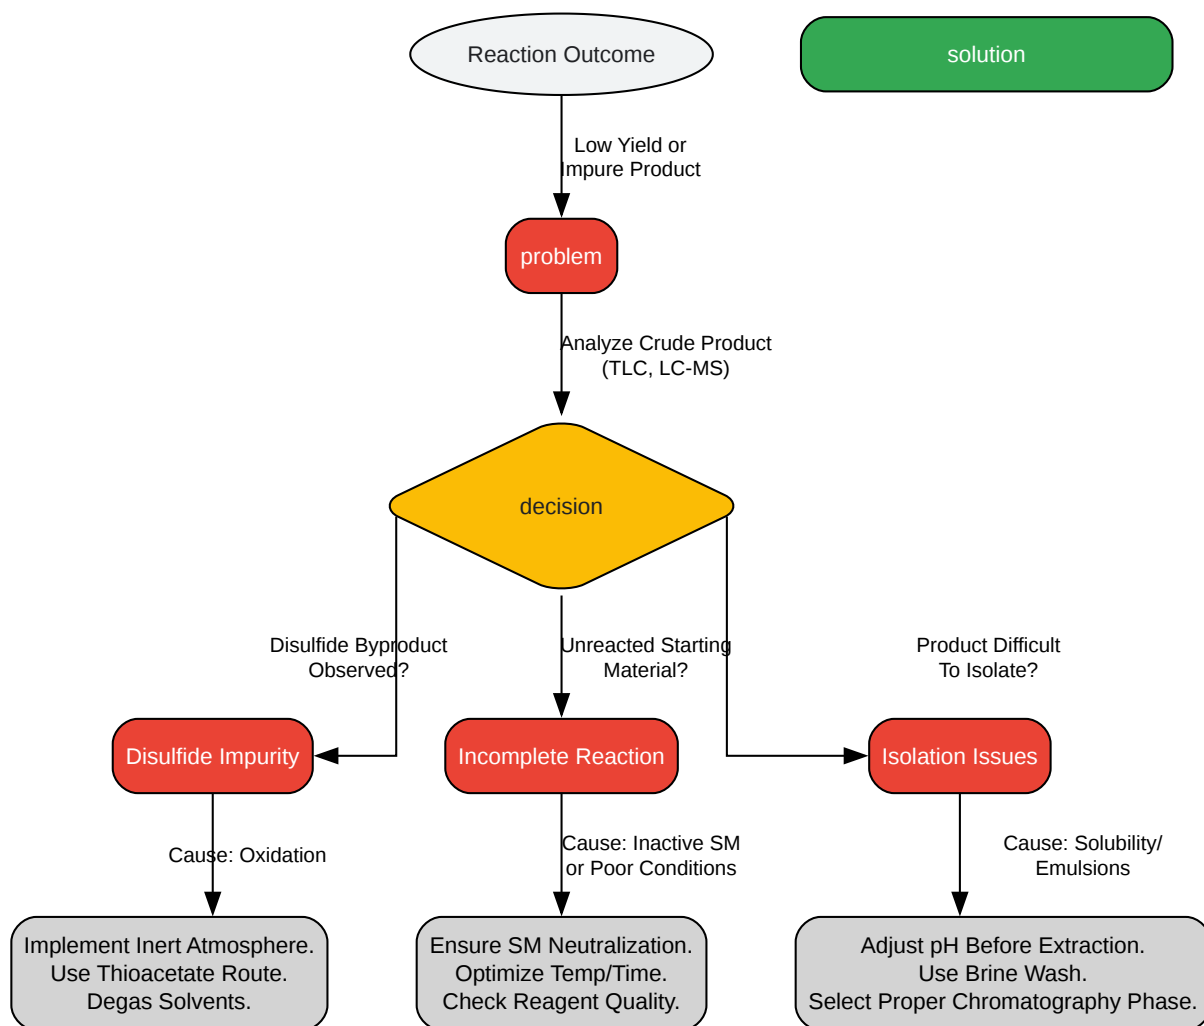 Reaction Outcome
solution
Low Yield or
Impure Product
problem
Analyze Crude Product
(TLC, LC-MS)
decision
Disulfide Byproduct
Observed?
Unreacted Starting
Material?
Product Difficult
To Isolate?
Disulfide Impurity
Incomplete Reaction
Isolation Issues
Cause: Oxidation
Cause: Inactive SM
or Poor Conditions
Cause: Solubility/
Emulsions
Implement Inert Atmosphere.
Use Thioacetate Route.
Degas Solvents.
Ensure SM Neutralization.
Optimize Temp/Time.
Check Reagent Quality.
Adjust pH Before Extraction.
Use Brine Wash.
Select Proper Chromatography Phase.